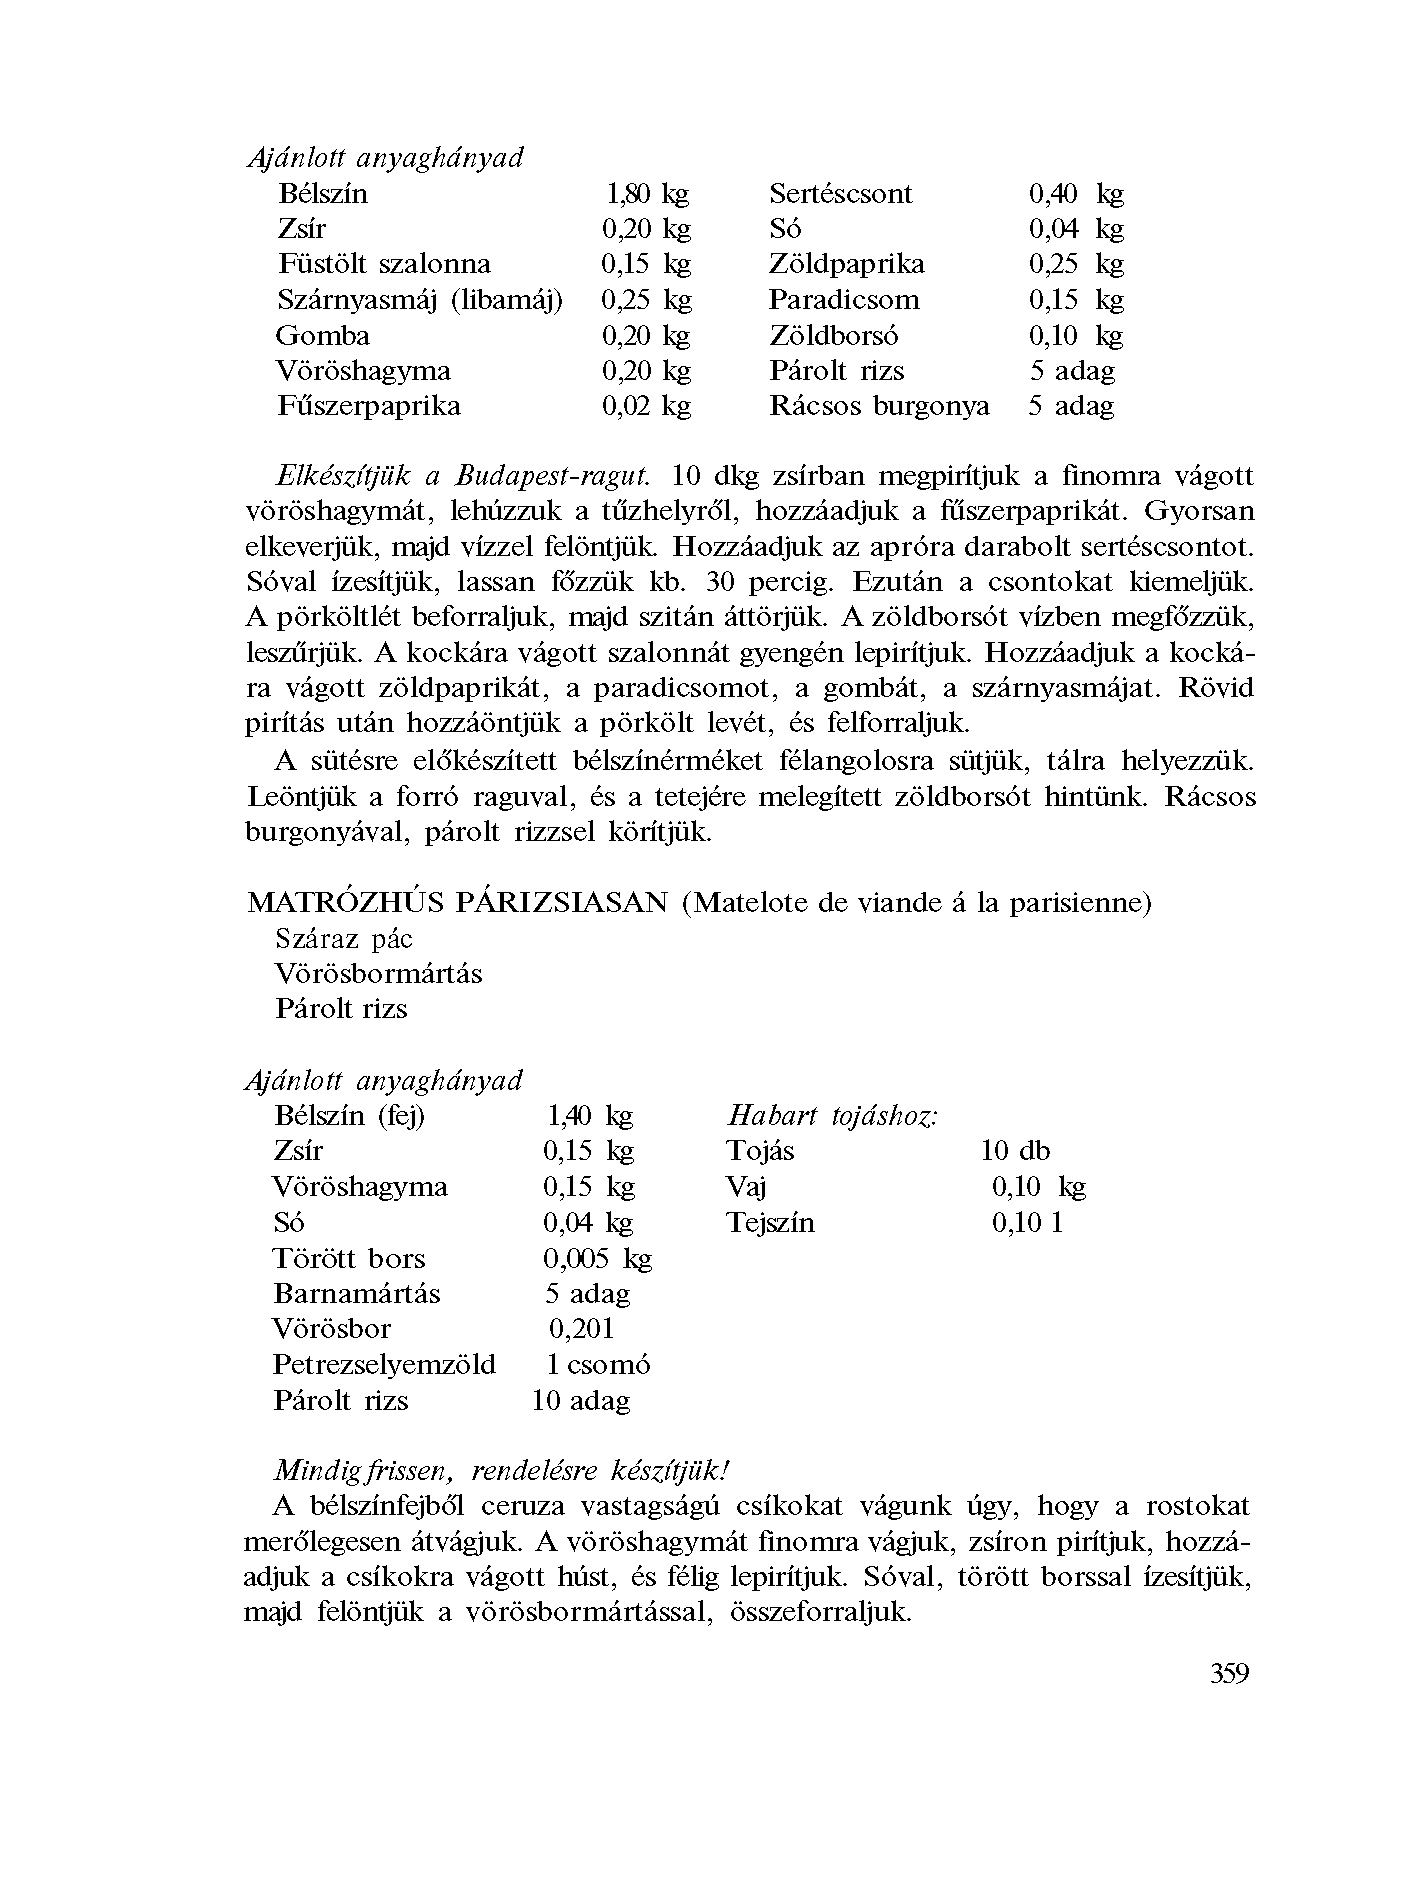 Ajánlott anyaghányad
Bélszín 1,80 kg Sertéscsont 0,40 kg
Zsír 0,20 kg Só 0,04 kg
Füstölt szalonna 0,15 kg Zöldpaprika 0,25 kg
Szárnyasmáj (libamáj) 0,25 kg Paradicsom 0,15 kg
Gomba 0,20 kg Zöldborsó 0,10 kg
Vöröshagyma 0,20 kg Párolt rizs 5 adag
Fűszerpaprika 0,02 kg Rácsos burgonya 5 adag
Elkészítjük a Budapest-ragut. 10 dkg zsírban megpirítjuk a finomra vágott
vöröshagymát, lehúzzuk a tűzhelyről, hozzáadjuk a fűszerpaprikát. Gyorsan
elkeverjük, majd vízzel felöntjük. Hozzáadjuk az apróra darabolt sertéscsontot.
Sóval ízesítjük, lassan főzzük kb. 30 percig. Ezután a csontokat kiemeljük.
A pörköltlét beforraljuk, majd szitán áttörjük. A zöldborsót vízben megfőzzük,
leszűrjük. A kockára vágott szalonnát gyengén lepirítjuk. Hozzáadjuk a kocká-
ra vágott zöldpaprikát, a paradicsomot, a gombát, a szárnyasmájat. Rövid
pirítás után hozzáöntjük a pörkölt levét, és felforraljuk.
A sütésre előkészített bélszínérméket félangolosra sütjük, tálra helyezzük.
Leöntjük a forró raguval, és a tetejére melegített zöldborsót hintünk. Rácsos
burgonyával, párolt rizzsel körítjük.
MATRÓZHÚS PÁRIZSIASAN (Matelote de viande á la parisienne)
Száraz pác
Vörösbormártás
Párolt rizs
Ajánlott anyaghányad
Bélszín (fej) 1,40 kg Habart tojáshoz:
Zsír 0,15 kg Tojás 10 db
Vöröshagyma 0,15 kg Vaj 0,10 kg
Só 0,04 kg Tejszín 0,10 l
Törött bors 0,005 kg
Barnamártás 5 adag
Vörösbor 0,201
Petrezselyemzöld 1 csomó
Párolt rizs 10 adag
Mindig frissen, rendelésre készítjük!
A bélszínfejből ceruza vastagságú csíkokat vágunk úgy, hogy a rostokat
merőlegesen átvágjuk. A vöröshagymát finomra vágjuk, zsíron pirítjuk, hozzá-
adjuk a csíkokra vágott húst, és félig lepirítjuk. Sóval, törött borssal ízesítjük,
majd felöntjük a vörösbormártással, összeforraljuk.
359